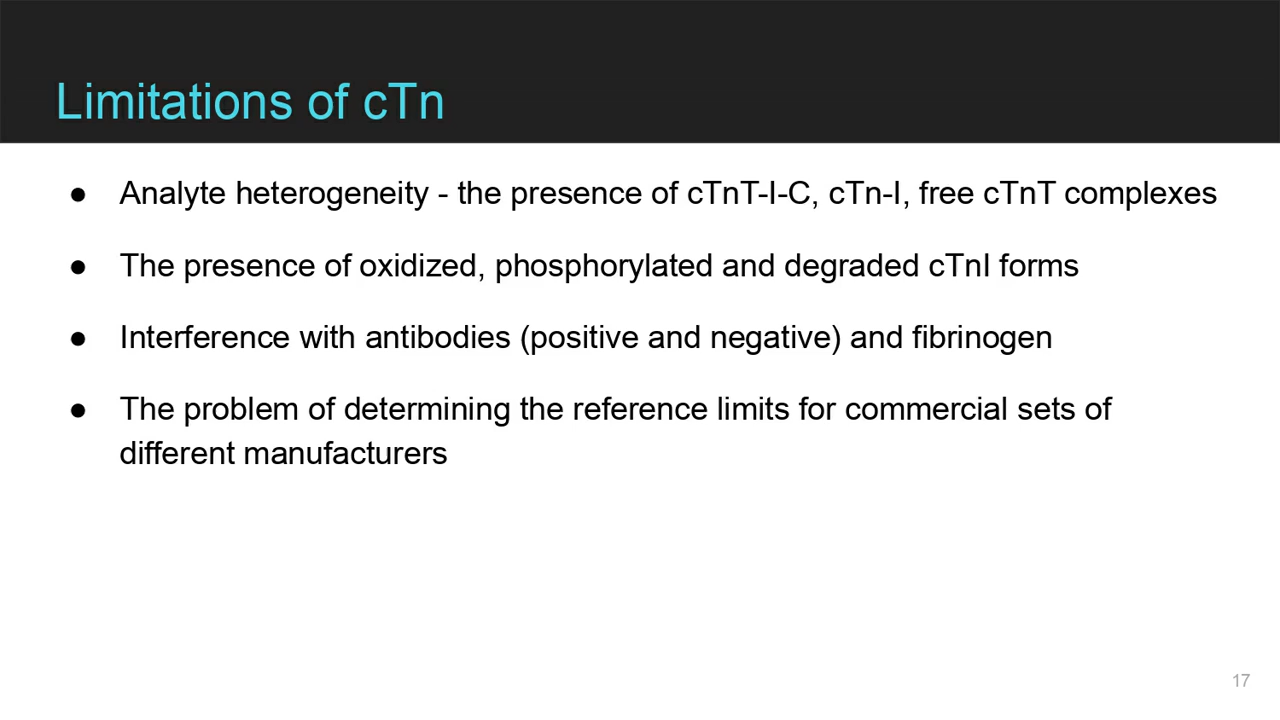 Limitations of cTn
● Analyte heterogeneity - the presence of cTnT-I-C, cTn-I, free cTnT complexes
● The presence of oxidized, phosphorylated and degraded cTnI forms
● Interference with antibodies (positive and negative) and fibrinogen
● The problem of determining the reference limits for commercial sets of
different manufacturers
17